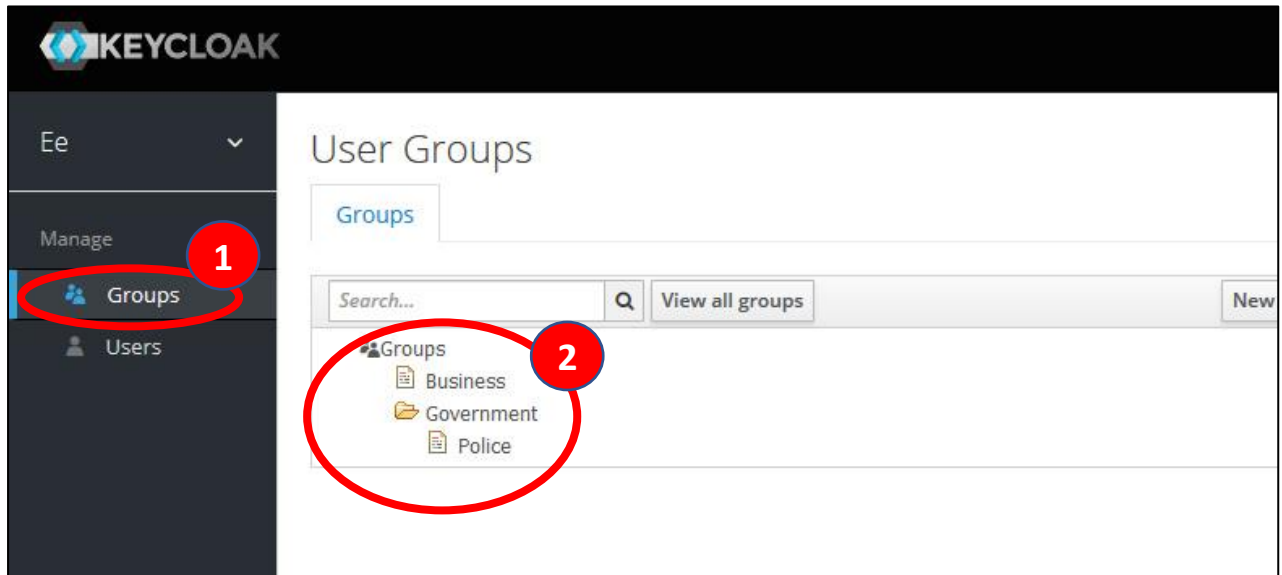 KEYCLOAK
Ee
User Groups
Groups
Manage
1
Groups
Search...
View all groups
New
Users
Groups
2
Business
Government
Police